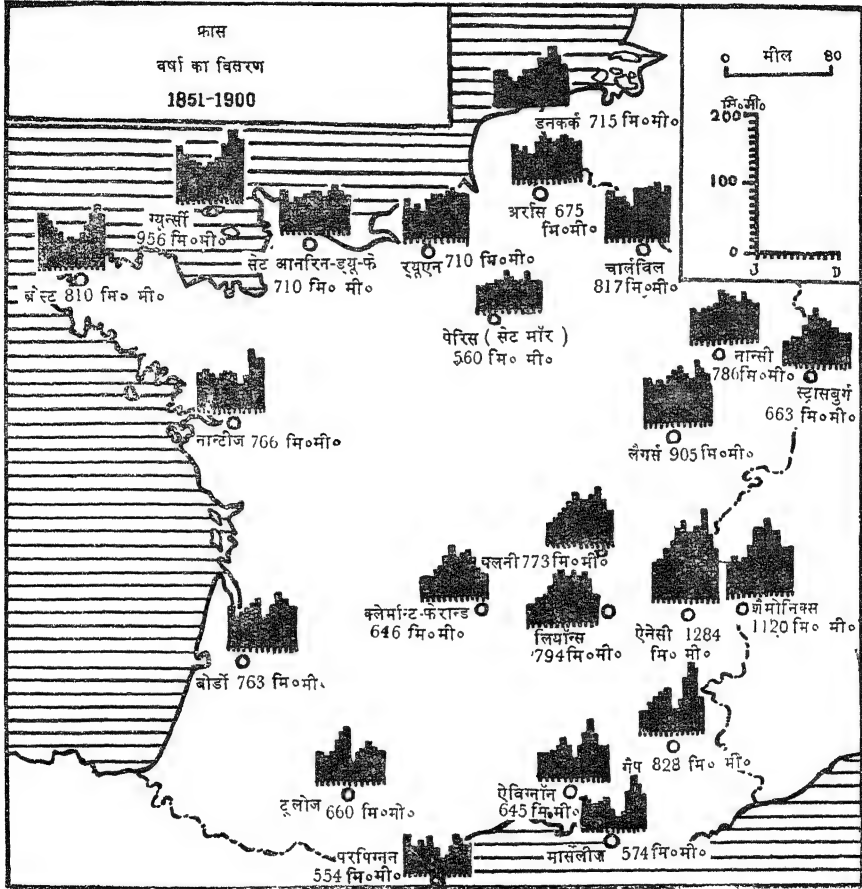 फ्रास
वर्षा का विसरण
1851-1900
० मील 80
मि०मी०
200
100
0
J D
डनकर्क 715 मि०मी०
ग्युर्न्सी
956 मि०मी०
अर्रास 675
मि०मी०
सेट आनरिन-ड्यू-फे
710 मि० मी०
र्यूएन 710 मि०मी०
चार्लविल
817 मि०मी०
ब्रेस्ट 810 मि० मी०
पेरिस ( सेट मॉर )
560 मि० मी०
नान्सी
786 मि०मी०
स्ट्रासबुर्ग
663 मि०मी०
नान्टीज 766 मि०मी०
लैगर्स 905 मि०मी०
क्लेर्मान्ट-फेरान्ड
646 मि०मी०
क्लनी 773 मि०मी०
लियॉन्स
794 मि०मी०
ऐनेसी 1284
मि० मी०
शैमोनिक्स
1120 मि०मी०
बोर्डो 763 मि०मी०
गैप 828 मि० मी०
टूलोज 660 मि०मी०
ऐविग्नॉन
645 मि०मी०
मार्सेलीज 574 मि०मी०
परपिग्नन
554 मि०मी०